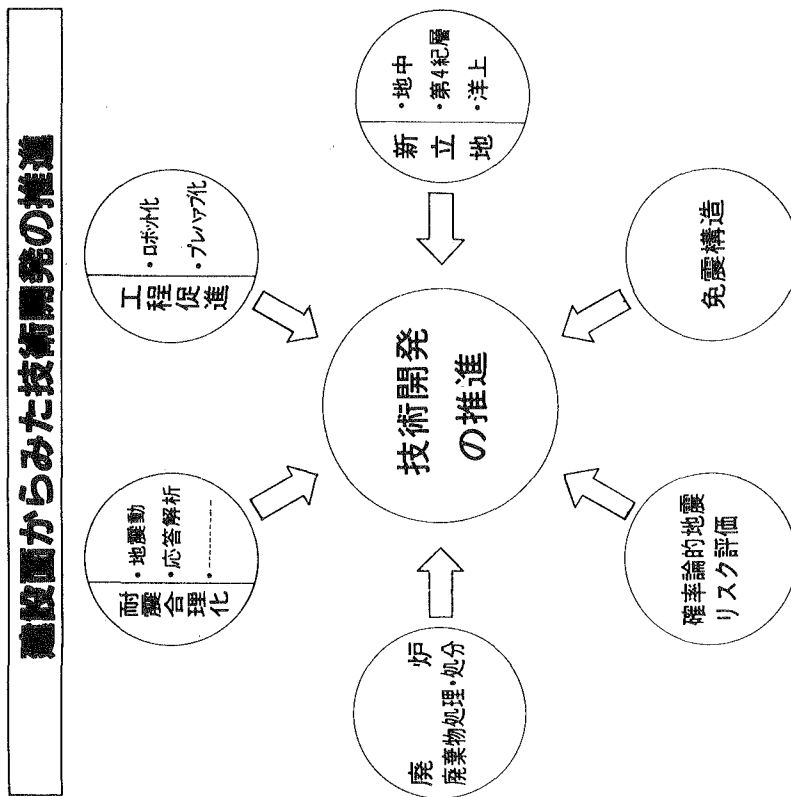 建設面からみた技術開発の推進
耐震合理化
・地震動
・応答解析
・--------
工程促進
・ロボット化
・プレハブ化
新立地
・地中
・第4紀層
・洋上
技術開発
の推進
廃 炉
廃棄物処理・処分
確率論的地震
リスク評価
免震構造